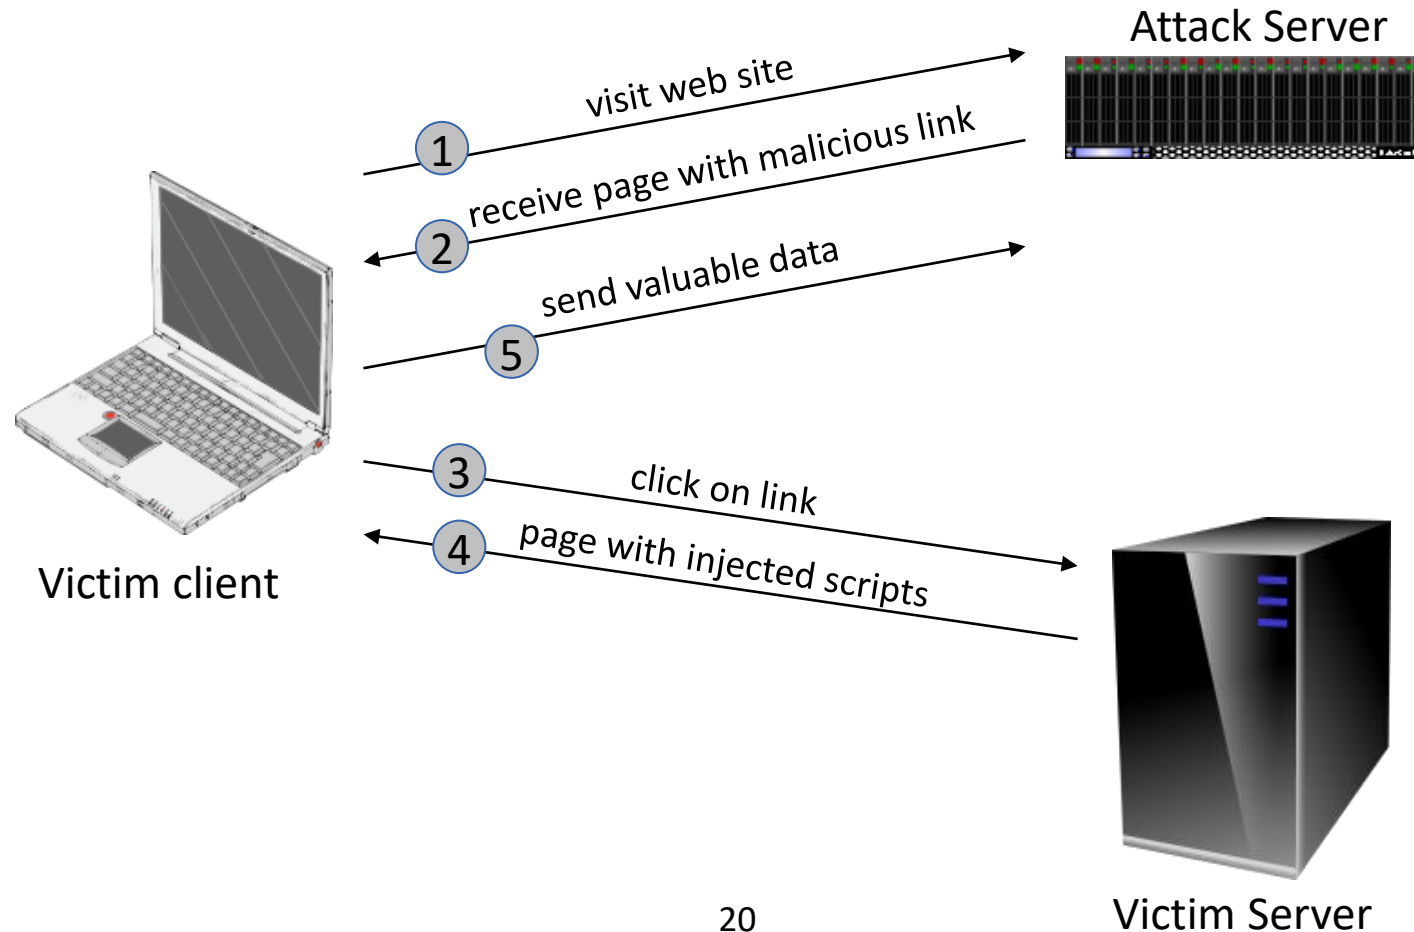 Attack Server
visit web site
1
receive page with malicious link
2
send valuable data
5
3
click on link
4
page with injected scripts
Victim client
20
Victim Server